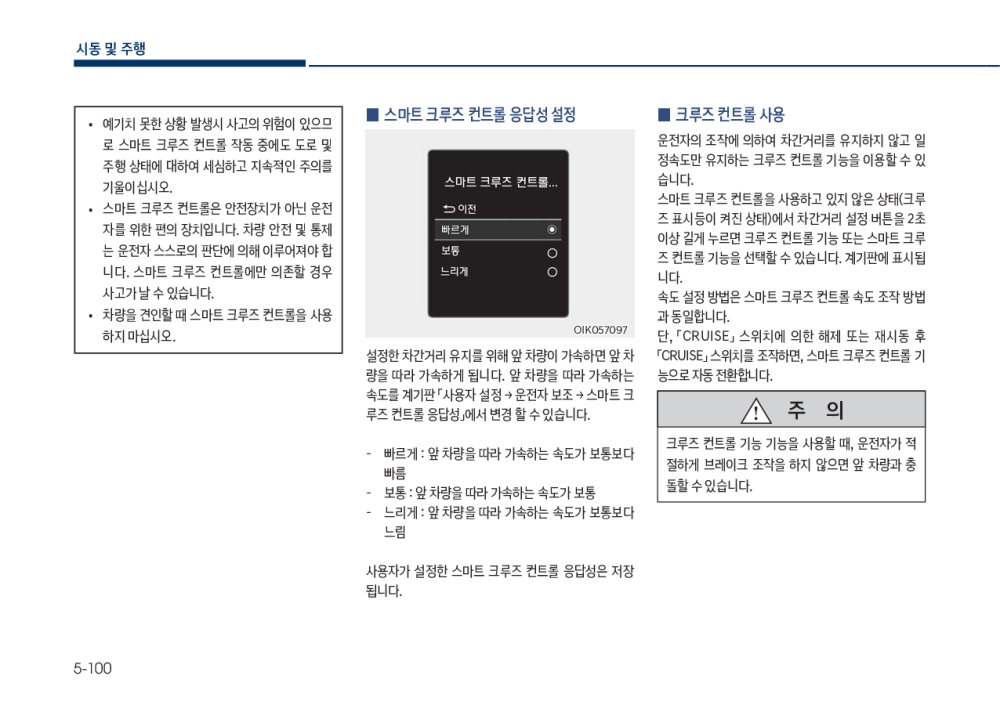 시동 및 주행
• 예기치 못한 상황 발생시 사고의 위험이 있으므
로 스마트 크루즈 컨트롤 작동 중에도 도로 및
주행 상태에 대하여 세심하고 지속적인 주의를
기울이십시오.
• 스마트 크루즈 컨트롤은 안전장치가 아닌 운전
자를 위한 편의 장치입니다. 차량 안전 및 통제
는 운전자 스스로의 판단에 의해 이루어져야 합
니다. 스마트 크루즈 컨트롤에만 의존할 경우
사고가 날 수 있습니다.
• 차량을 견인할 때 스마트 크루즈 컨트롤을 사용
하지 마십시오.
■ 스마트 크루즈 컨트롤 응답성 설정
스마트 크루즈 컨트롤...
이전
빠르게
보통
느리게
OIK057097
설정한 차간거리 유지를 위해 앞 차량이 가속하면 앞 차
량을 따라 가속하게 됩니다. 앞 차량을 따라 가속하는
속도를 계기판 「사용자 설정 → 운전자 보조 → 스마트 크
루즈 컨트롤 응답성」에서 변경 할 수 있습니다.
- 빠르게 : 앞 차량을 따라 가속하는 속도가 보통보다
빠름
- 보통 : 앞 차량을 따라 가속하는 속도가 보통
- 느리게 : 앞 차량을 따라 가속하는 속도가 보통보다
느림
사용자가 설정한 스마트 크루즈 컨트롤 응답성은 저장
됩니다.
■ 크루즈 컨트롤 사용
운전자의 조작에 의하여 차간거리를 유지하지 않고 일
정속도만 유지하는 크루즈 컨트롤 기능을 이용할 수 있
습니다.
스마트 크루즈 컨트롤을 사용하고 있지 않은 상태(크루
즈 표시등이 켜진 상태)에서 차간거리 설정 버튼을 2초
이상 길게 누르면 크루즈 컨트롤 기능 또는 스마트 크루
즈 컨트롤 기능을 선택할 수 있습니다. 계기판에 표시됩
니다.
속도 설정 방법은 스마트 크루즈 컨트롤 속도 조작 방법
과 동일합니다.
단, 「CRUISE」 스위치에 의한 해제 또는 재시동 후
「CRUISE」 스위치를 조작하면, 스마트 크루즈 컨트롤 기
능으로 자동 전환합니다.
주 의
크루즈 컨트롤 기능 기능을 사용할 때, 운전자가 적
절하게 브레이크 조작을 하지 않으면 앞 차량과 충
돌할 수 있습니다.
5-100